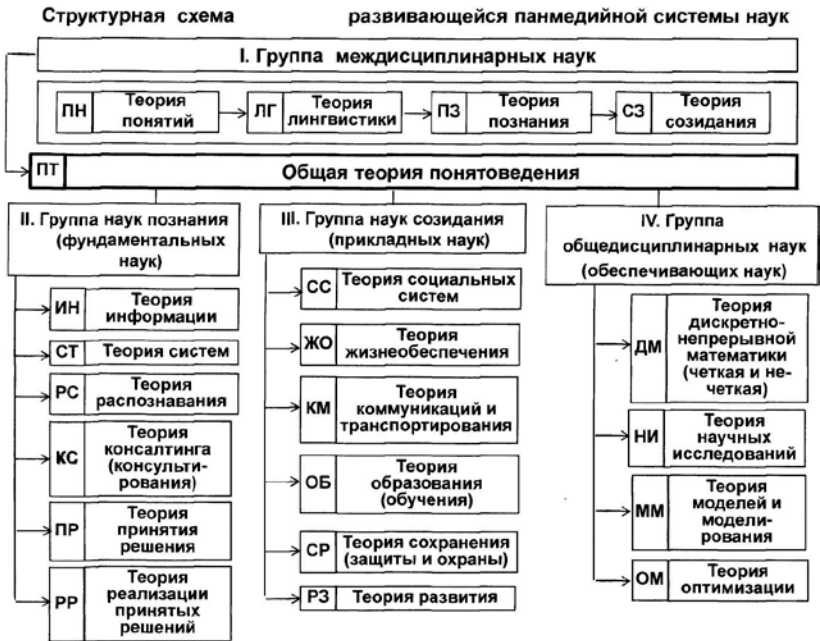 Структурная схема развивающейся панмедийной системы наук
I. Группа междисциплинарных наук
ПН
Теория
понятий
ЛГ
Теория
лингвистики
ПЗ
Теория
познания
СЗ
Теория
созидания
ПТ
Общая теория понятоведения
II. Группа наук познания
(фундаментальных
наук)
ИН
Теория
информации
СТ
Теория систем
РС
Теория
распознавания
КС
Теория
консалтинга
(консульти-
рования)
ПР
Теория
принятия
решения
РР
Теория
реализации
принятых
решений
III. Группа наук созидания
(прикладных наук)
СС
Теория социальных
систем
ЖО
Теория
жизнеобеспечения
КМ
Теория
коммуникаций и
транспортирования
ОБ
Теория
образования
(обучения)
СР
Теория сохранения
(защиты и охраны)
РЗ
Теория развития
IV. Группа
общедисциплинарных наук
(обеспечивающих наук)
ДМ
Теория
дискретно-
непрерывной
математики
(четкая и не-
четкая)
НИ
Теория
научных
исследований
ММ
Теория
моделей и
модели-
рования
ОМ
Теория
оптимизации